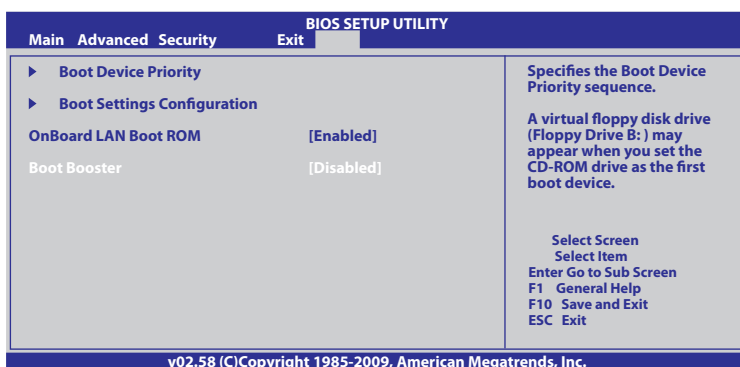 BIOS SETUP UTILITY
Main Advanced Security Exit
Boot Device Priority
Boot Settings Configuration
OnBoard LAN Boot ROM [Enabled]
Boot Booster [Disabled]
Specifies the Boot Device
Priority sequence.
A virtual floppy disk drive
(Floppy Drive B: ) may
appear when you set the
CD-ROM drive as the first
boot device.
Select Screen
Select Item
Enter Go to Sub Screen
F1 General Help
F10 Save and Exit
ESC Exit
v02.58 (C)Copyright 1985-2009, American Megatrends, Inc.